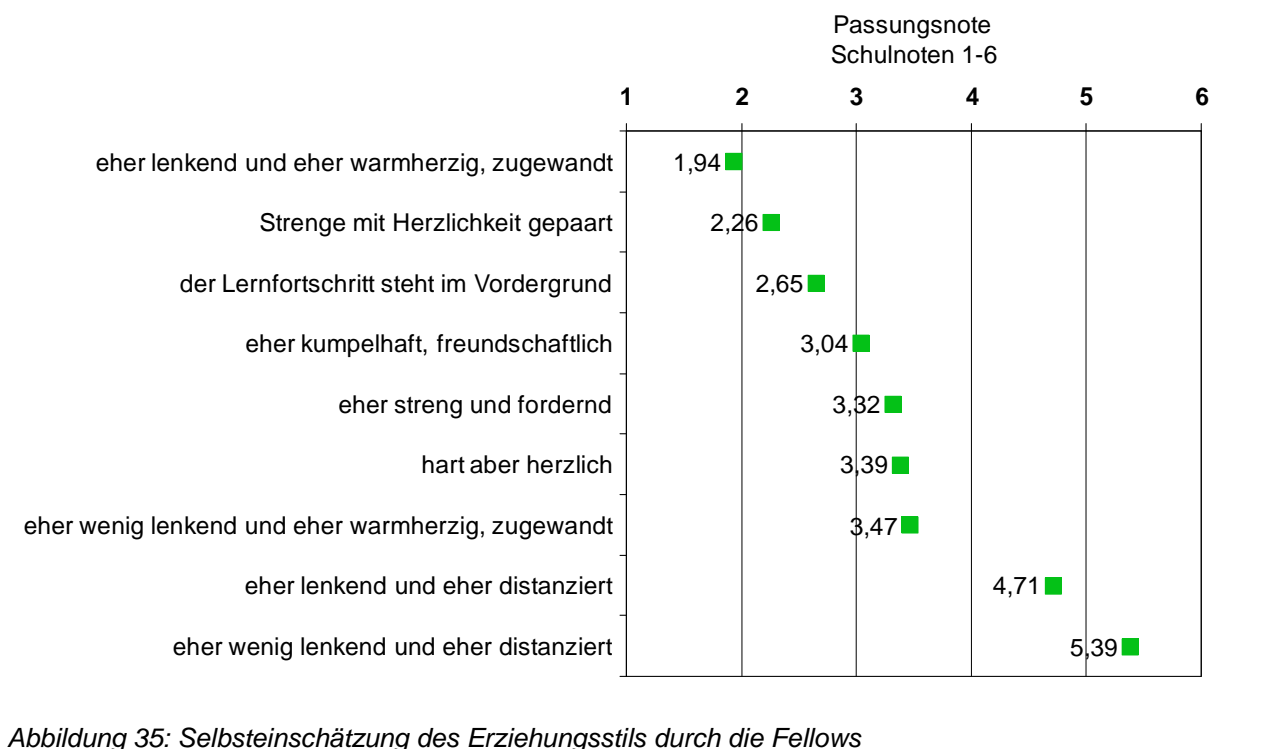 Passungsnote
Schulnoten 1-6
1 2 3 4 5 6
eher lenkend und eher warmherzig, zugewandt 1,94
Strenge mit Herzlichkeit gepaart 2,26
der Lernfortschritt steht im Vordergrund 2,65
eher kumpelhaft, freundschaftlich 3,04
eher streng und fordernd 3,32
hart aber herzlich 3,39
eher wenig lenkend und eher warmherzig, zugewandt 3,47
eher lenkend und eher distanziert 4,71
eher wenig lenkend und eher distanziert 5,39
Abbildung 35: Selbsteinschätzung des Erziehungsstils durch die Fellows